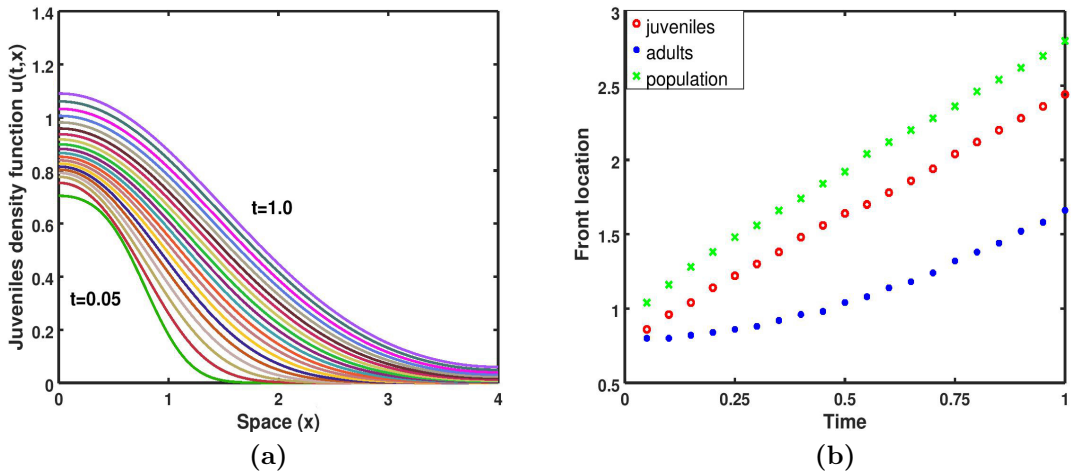 Juveniles density function u(t,x)
1.4
1.2
1
0.8
0.6
0.4
0.2
0
t=1.0
t=0.05
0 1 2 3 4
Space (x)
(a)
Front location
3
2.5
2
1.5
1
0.5
juveniles
adults
population
0 0.25 0.5 0.75 1
Time
(b)